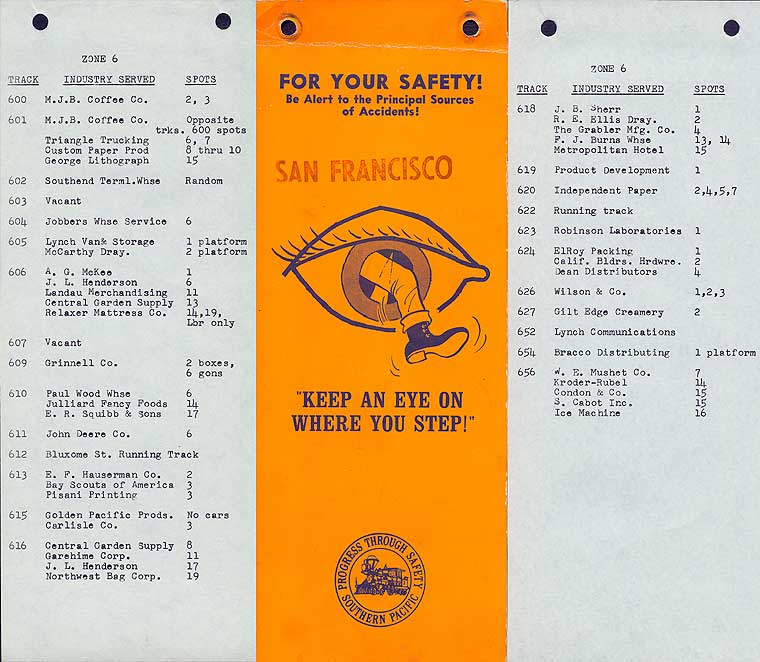 ZONE 6
TRACK INDUSTRY SERVED SPOTS
600 M.J.B. Coffee Co. 2, 3
601 M.J.B. Coffee Co. Opposite
trks. 600 spots
Triangle Trucking 6, 7
Custom Paper Prod 8 thru 10
George Lithograph 15
602 Southend Terml.Whse Random
603 Vacant
604 Jobbers Whse Service 6
605 Lynch Van& Storage 1 platform
McCarthy Dray. 2 platform
606 A. G. McKee 1
J. L. Henderson 6
Landau Merchandising 11
Central Garden Supply 13
Relaxer Mattress Co. 14,19,
Lbr only
607 Vacant
609 Grinnell Co. 2 boxes,
6 gons
610 Paul Wood Whse 6
Julliard Fancy Foods 14
E. R. Squibb & Sons 17
611 John Deere Co. 6
612 Bluxome St. Running Track
613 E. F. Hauserman Co. 2
Bay Scouts of America 3
Pisani Printing 3
615 Golden Pacific Prods. No cars
Carlisle Co. 3
616 Central Garden Supply 8
Garehime Corp. 11
J. L. Henderson 17
Northwest Bag Corp. 19
FOR YOUR SAFETY!
Be Alert to the Principal Sources
of Accidents!
SAN FRANCISCO
"KEEP AN EYE ON
WHERE YOU STEP!"
PROGRESS THROUGH SAFETY
SOUTHERN PACIFIC
ZONE 6
TRACK INDUSTRY SERVED SPOTS
618 J. B. Sherr 1
R. E. Ellis Dray. 2
The Grabler Mfg. Co. 4
F. J. Burns Whse 13, 14
Metropolitan Hotel 15
619 Product Development 1
620 Independent Paper 2,4,5,7
622 Running track
623 Robinson Laboratories 1
624 ElRoy Packing 1
Calif. Bldrs. Hrdwre. 2
Dean Distributors 4
626 Wilson & Co. 1,2,3
627 Gilt Edge Creamery 2
652 Lynch Communications
654 Bracco Distributing 1 platform
656 W. E. Mushet Co. 7
Kroder-Rubel 14
Condon & Co. 15
S. Cabot Inc. 15
Ice Machine 16